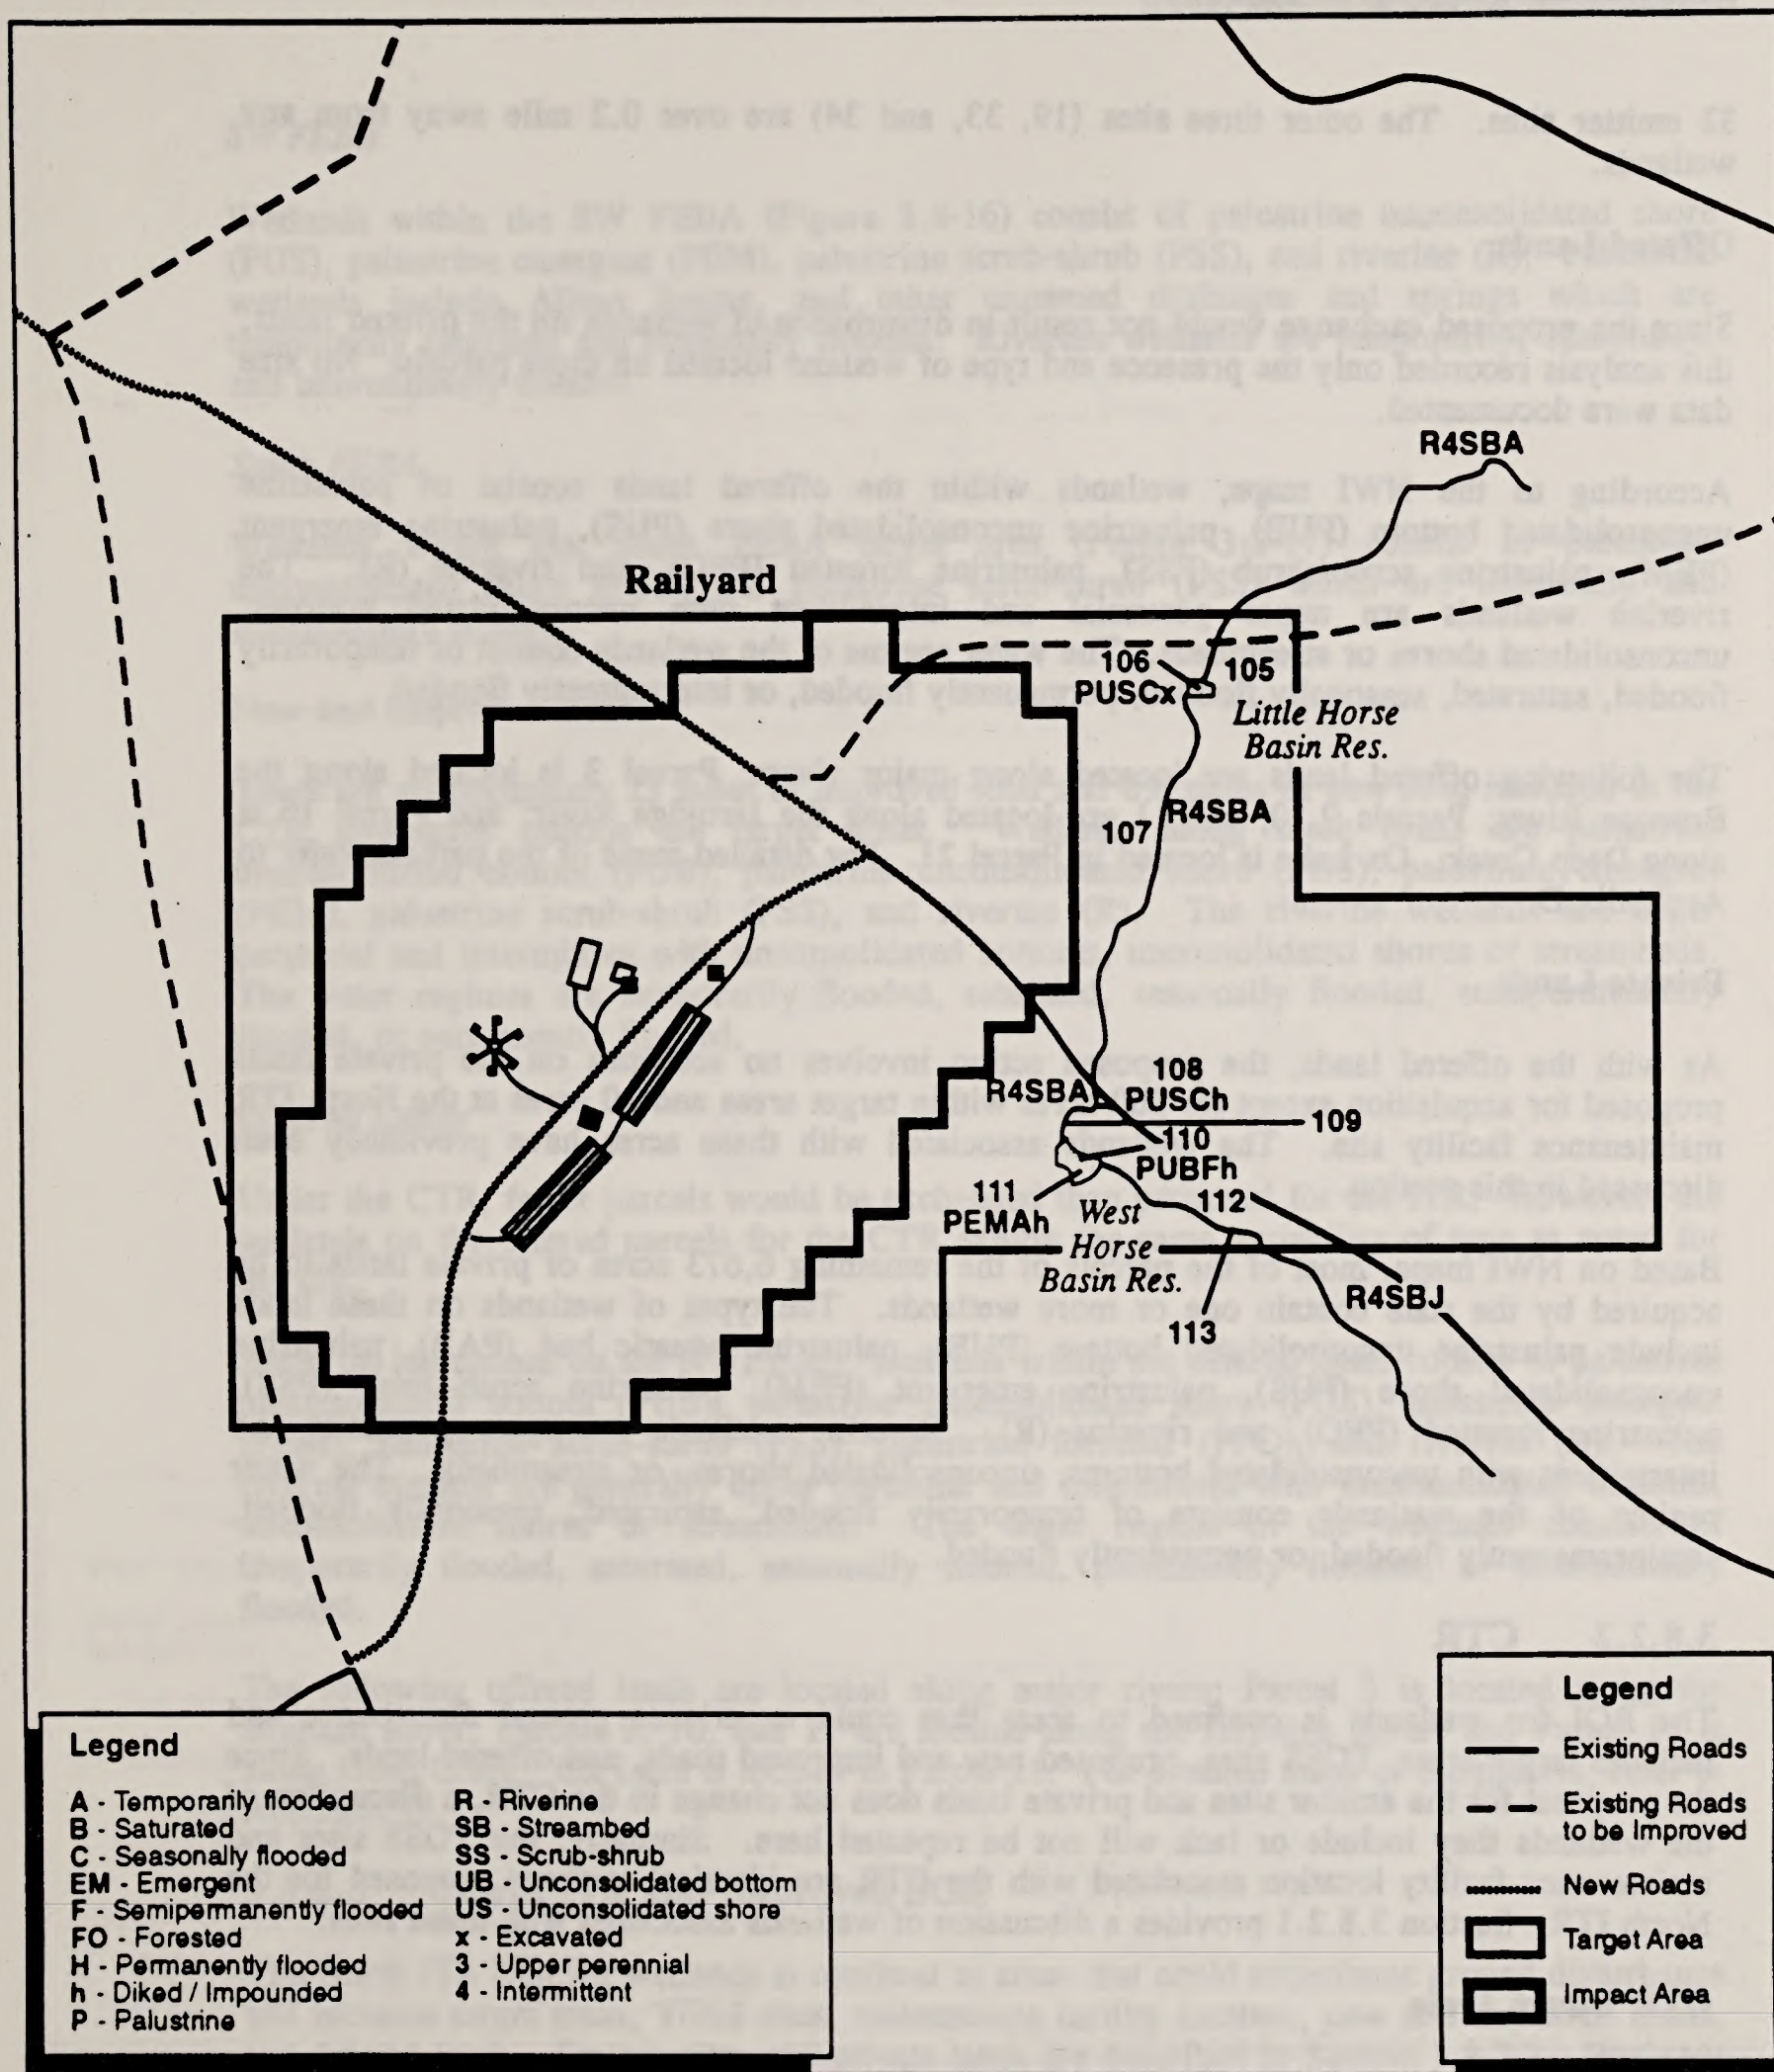 R4SBA
Railyard
106
PUSCx
105
Little Horse
Basin Res.
R4SBA
107
R4SBA
108
PUSCh
109
110
PUBFh
111
PEMAh
112
West
Horse
Basin Res.
R4SBJ
113
Legend
A - Temporarily flooded
B - Saturated
C - Seasonally flooded
EM - Emergent
F - Semipermanently flooded
FO - Forested
H - Permanently flooded
h - Diked / Impounded
P - Palustrine
R - Riverine
SB - Streambed
SS - Scrub-shrub
UB - Unconsolidated bottom
US - Unconsolidated shore
x - Excavated
3 - Upper perennial
4 - Intermittent
Legend
Existing Roads
Existing Roads
to be Improved
New Roads
Target Area
Impact Area